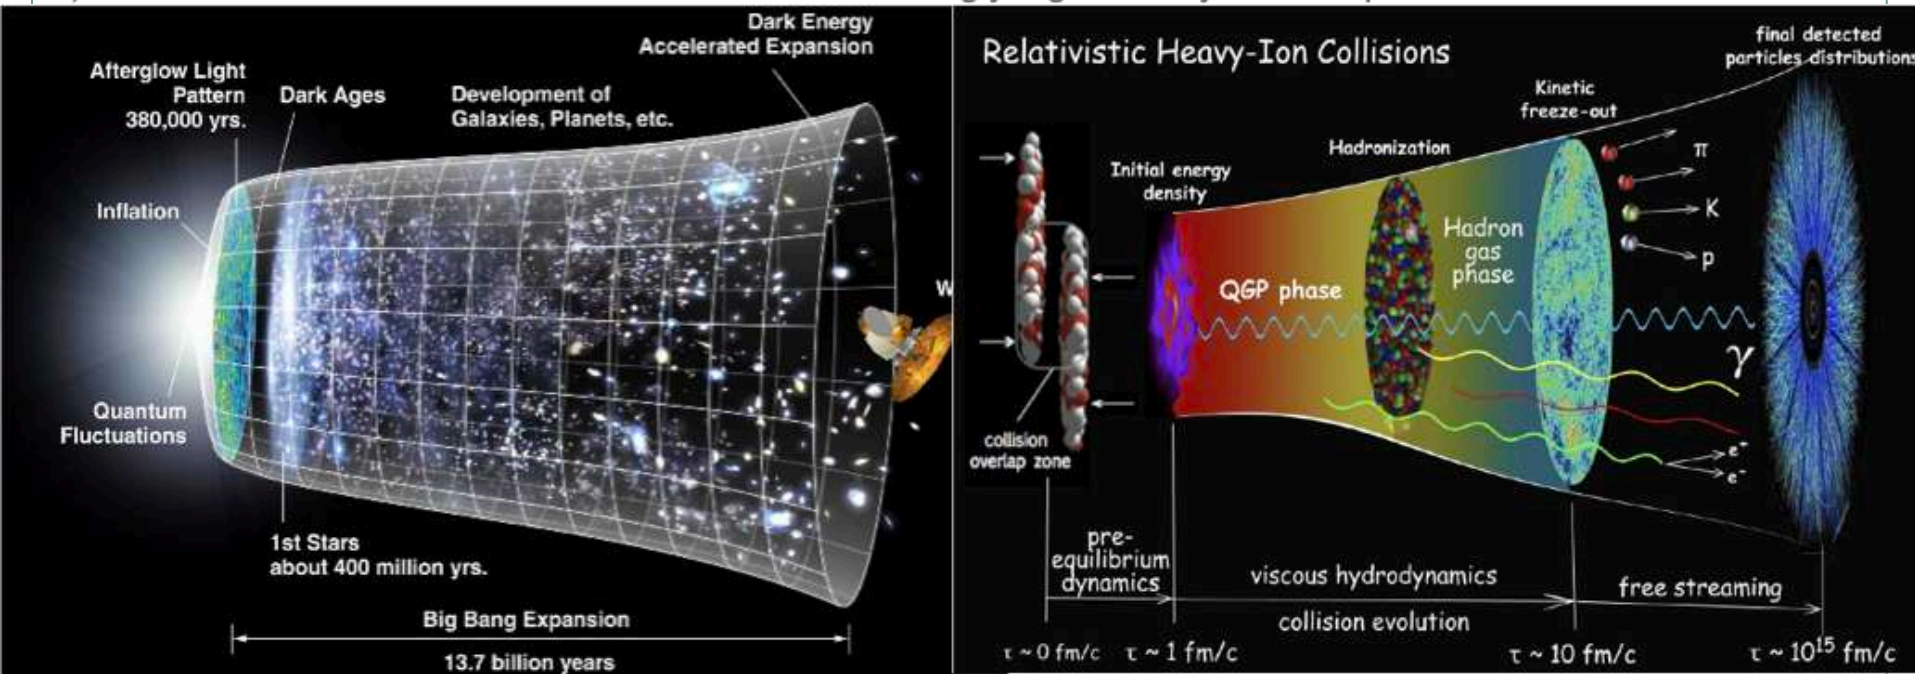 Dark Energy
Accelerated Expansion
Afterglow Light
Pattern
380,000 yrs.
Dark Ages
Development of
Galaxies, Planets, etc.
Inflation
Quantum
Fluctuations
W
1st Stars
about 400 million yrs.
Big Bang Expansion
13.7 billion years
Relativistic Heavy-Ion Collisions
final detected
particles distributions
Kinetic
freeze-out
Hadronization
Initial energy
density
π
K
p
Hadron
gas
phase
QGP phase
γ
collision
overlap zone
e⁺
e⁻
pre-
equilibrium
dynamics
viscous hydrodynamics
free streaming
collision evolution
τ ~ 0 fm/c
τ ~ 1 fm/c
τ ~ 10 fm/c
τ ~ 10¹⁵ fm/c